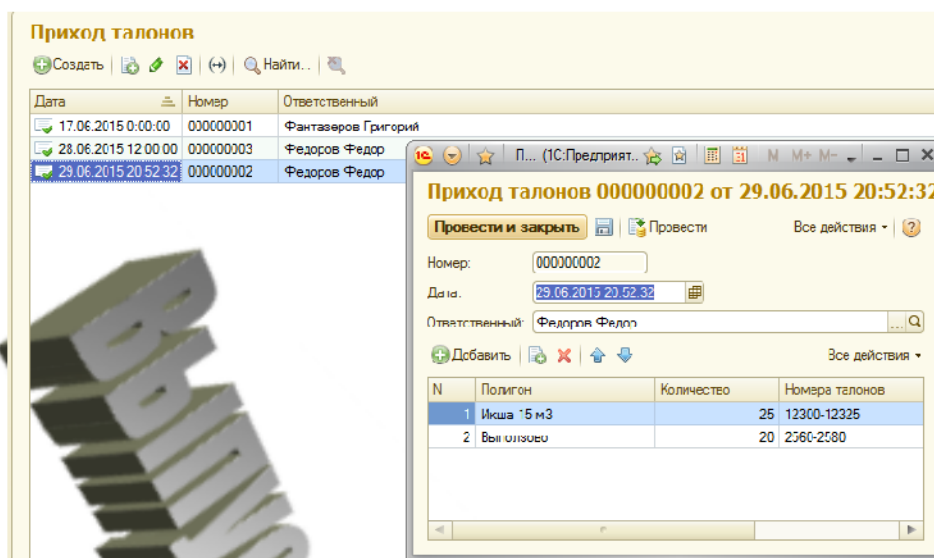 Приход талонов
Создать Найти...
Дата Номер Ответственный
17.06.2015 0:00:00 000000001 Фантазеров Григорий
28.06.2015 12:00:00 000000003 Федоров Федор
29.06.2015 20:52:32 000000002 Федоров Федор
П... (1С:Предприят.. M M+ M-
Приход талонов 000000002 от 29.06.2015 20:52:32
Провести и закрыть Провести Все действия
Номер: 000000002
Дата: 29.06.2015 20:52:32
Ответственный: Федоров Федор ...
Добавить Все действия
N Полигон Количество Номера талонов
1 Икша 15 м3 25 12300-12325
2 Выползово 20 2560-2580